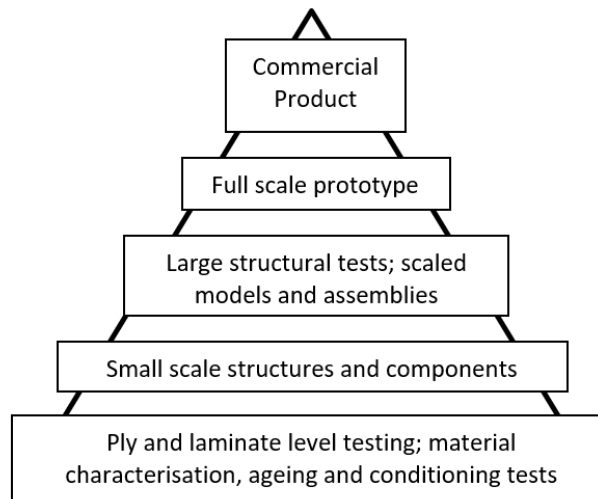 Commercial
Product
Full scale prototype
Large structural tests; scaled
models and assemblies
Small scale structures and components
Ply and laminate level testing; material
characterisation, ageing and conditioning tests